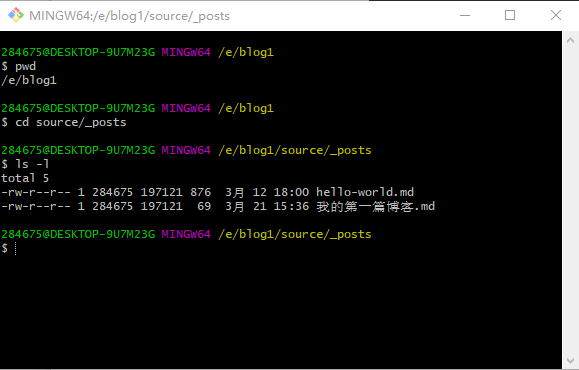 MINGW64:/e/blog1/source/_posts
284675@DESKTOP-9U7M23G MINGW64 /e/blog1
$ pwd
/e/blog1
284675@DESKTOP-9U7M23G MINGW64 /e/blog1
$ cd source/_posts
284675@DESKTOP-9U7M23G MINGW64 /e/blog1/source/_posts
$ ls -l
total 5
-rw-r--r-- 1 284675 197121 876  3月 12 18:00 hello-world.md
-rw-r--r-- 1 284675 197121  69  3月 21 15:36 我的第一篇博客.md
284675@DESKTOP-9U7M23G MINGW64 /e/blog1/source/_posts
$